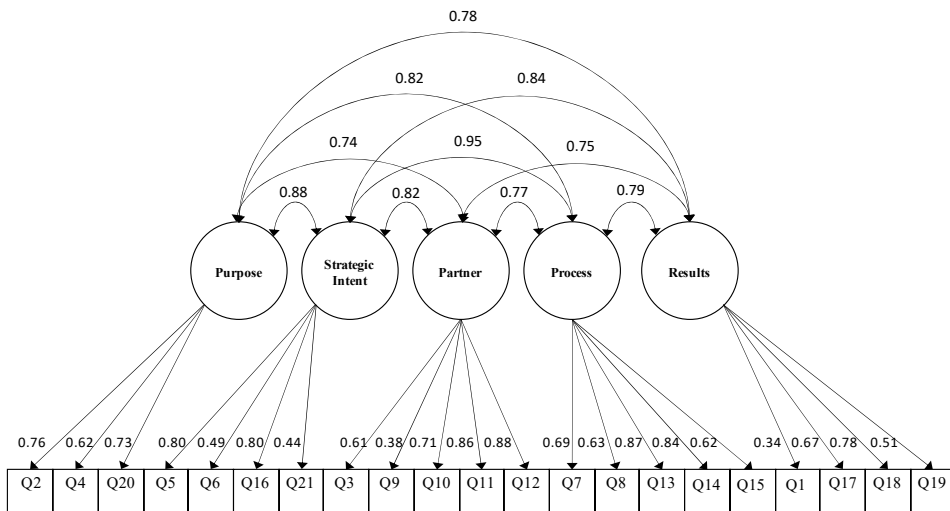 0.78
0.82 0.84
0.74 0.95 0.75
0.88 0.82 0.77 0.79
Purpose
Strategic
Intent
Partner
Process
Results
0.76 0.62 0.73 0.80 0.49 0.80 0.44 0.61 0.38 0.71 0.86 0.88 0.69 0.63 0.87 0.84 0.62 0.34 0.67 0.78 0.51
Q2 Q4 Q20 Q5 Q6 Q16 Q21 Q3 Q9 Q10 Q11 Q12 Q7 Q8 Q13 Q14 Q15 Q1 Q17 Q18 Q19